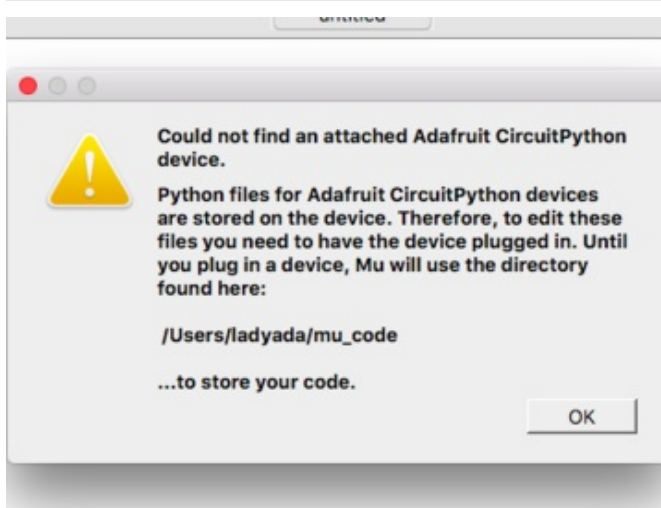 untitled
Could not find an attached Adafruit CircuitPython
device.
Python files for Adafruit CircuitPython devices
are stored on the device. Therefore, to edit these
files you need to have the device plugged in. Until
you plug in a device, Mu will use the directory
found here:
/Users/ladyada/mu_code
...to store your code.
OK